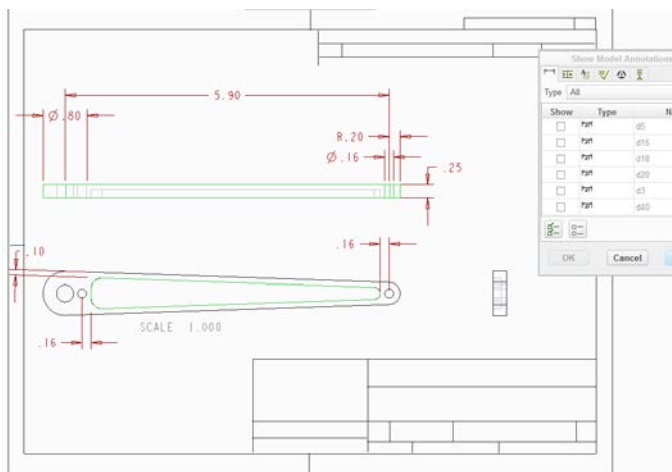 Show Model Annotations
Type All
Show Type
d5
d15
d18
d20
d3
d80
OK Cancel
5.90
Ø.80
R.20
Ø.16
.25
.10
.16
SCALE 1.000
.16